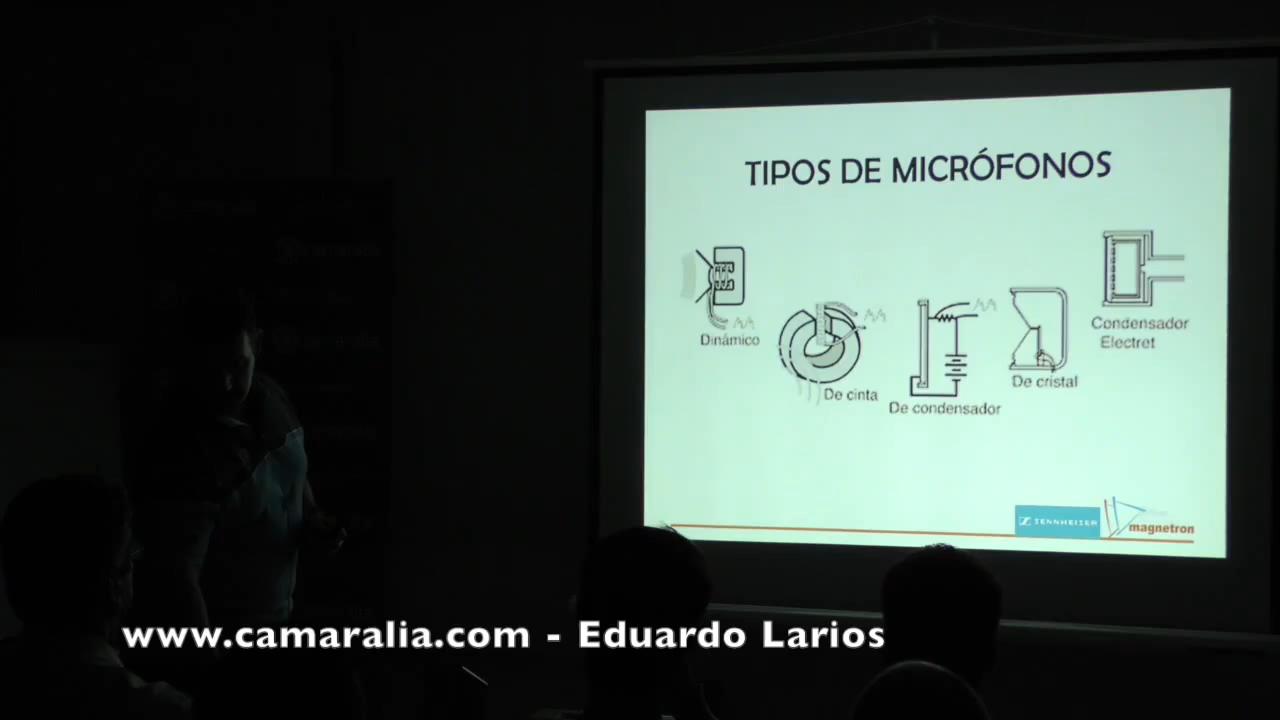 TIPOS DE MICRÓFONOS
Dinámico
De cinta
De condensador
De cristal
Condensador
Electret
SENNHEISER
magnetron
www.camaralia.com - Eduardo Larios